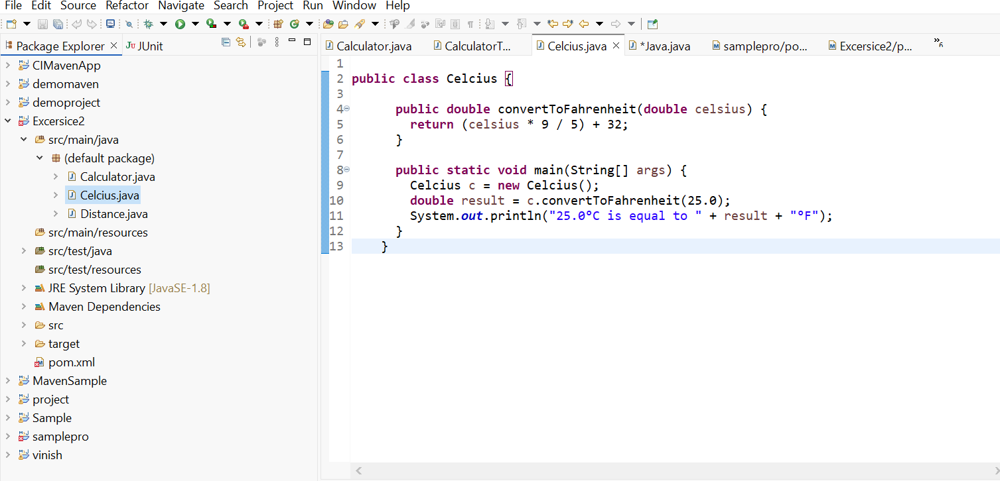 File Edit Source Refactor Navigate Search Project Run Window Help
Package Explorer JUnit
CIMavenApp
demomaven
demoproject
Excersice2
src/main/java
(default package)
Calculator.java
Celcius.java
Distance.java
src/main/resources
src/test/java
src/test/resources
JRE System Library [JavaSE-1.8]
Maven Dependencies
src
target
pom.xml
MavenSample
project
Sample
samplepro
vinish
Calculator.java CalculatorT... Celcius.java *Java.java samplepro/po... Excersice2/p... »6
1
2 public class Celcius {
3
4 public double convertToFahrenheit(double celsius) {
5 return (celsius * 9 / 5) + 32;
6 }
7
8 public static void main(String[] args) {
9 Celcius c = new Celcius();
10 double result = c.convertToFahrenheit(25.0);
11 System.out.println("25.0°C is equal to " + result + "°F");
12 }
13 }